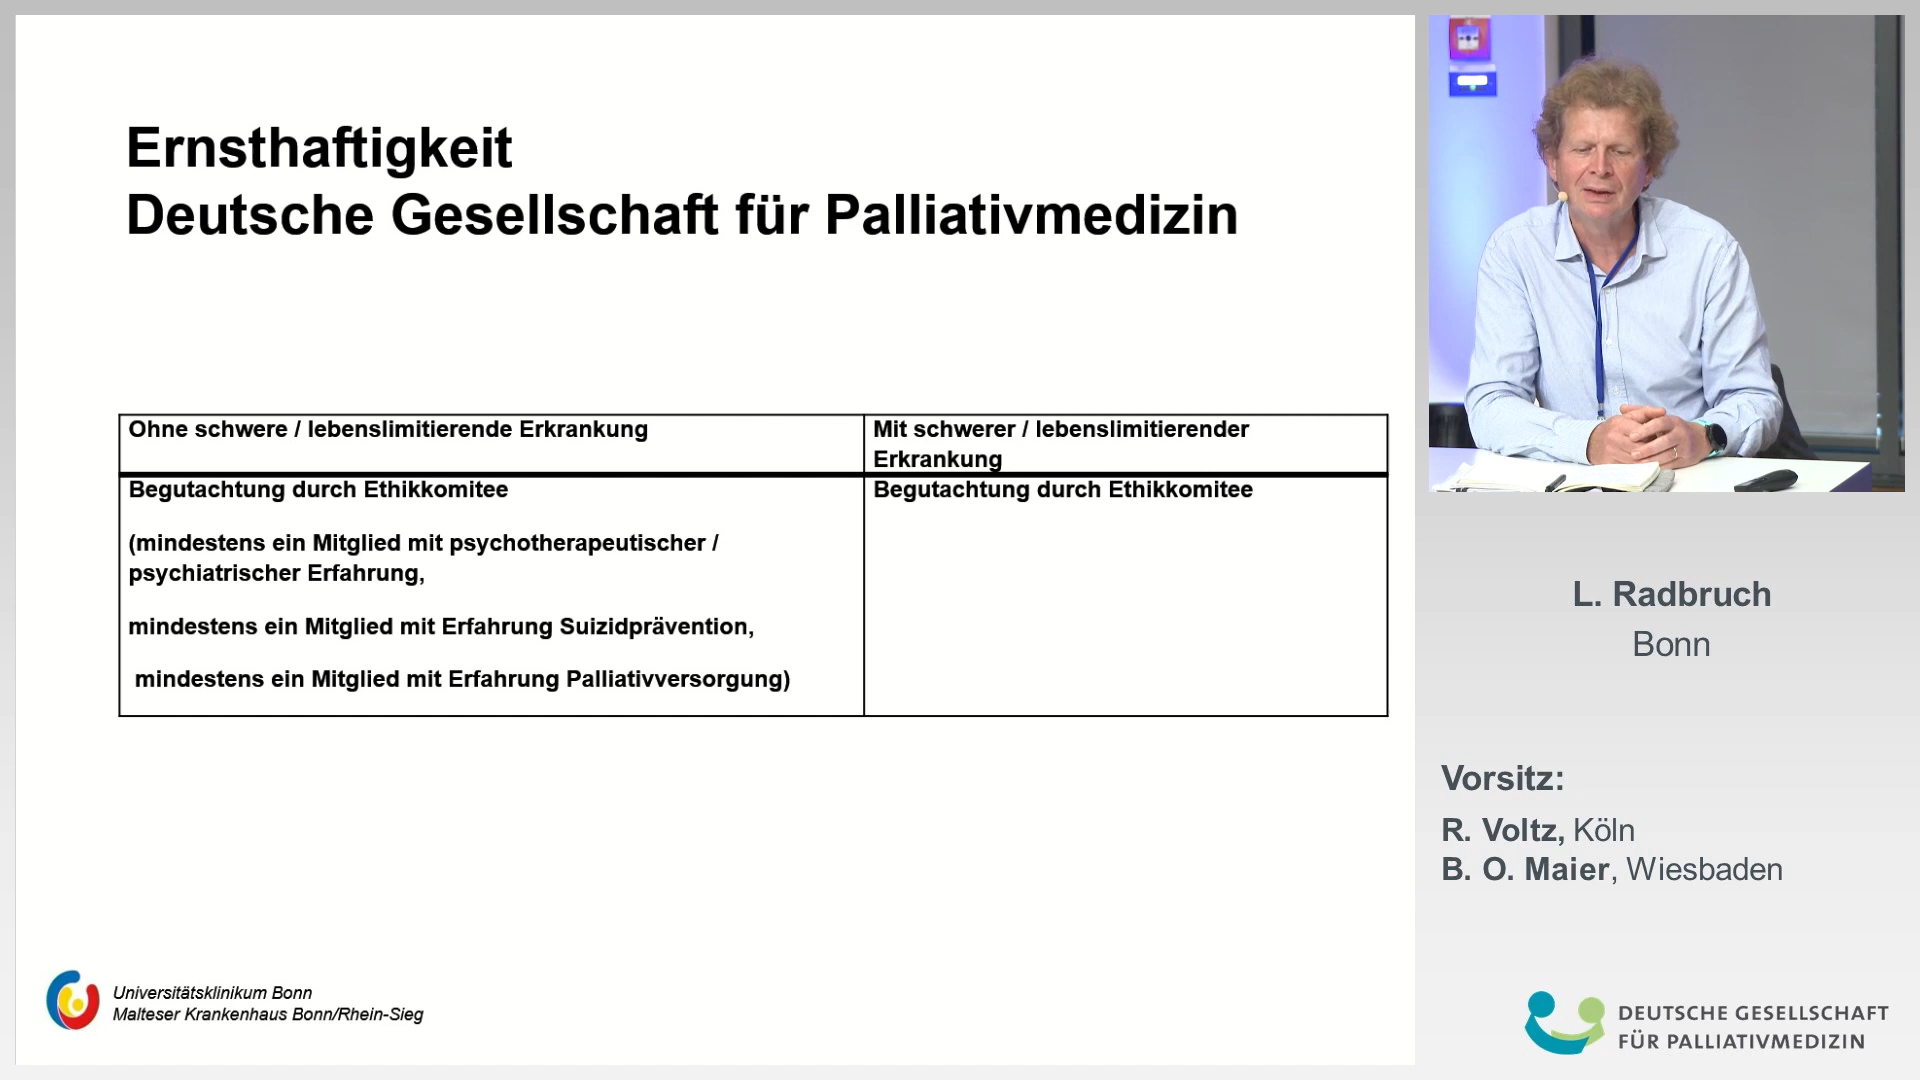 Ernsthaftigkeit
Deutsche Gesellschaft für Palliativmedizin
Ohne schwere / lebenslimitierende Erkrankung
Mit schwerer / lebenslimitierender
Erkrankung
Begutachtung durch Ethikkomitee
(mindestens ein Mitglied mit psychotherapeutischer /
psychiatrischer Erfahrung,
mindestens ein Mitglied mit Erfahrung Suizidprävention,
mindestens ein Mitglied mit Erfahrung Palliativversorgung)
Begutachtung durch Ethikkomitee
Universitätsklinikum Bonn
Malteser Krankenhaus Bonn/Rhein-Sieg
L. Radbruch
Bonn
Vorsitz:
R. Voltz, Köln
B. O. Maier, Wiesbaden
DEUTSCHE GESELLSCHAFT
FÜR PALLIATIVMEDIZIN